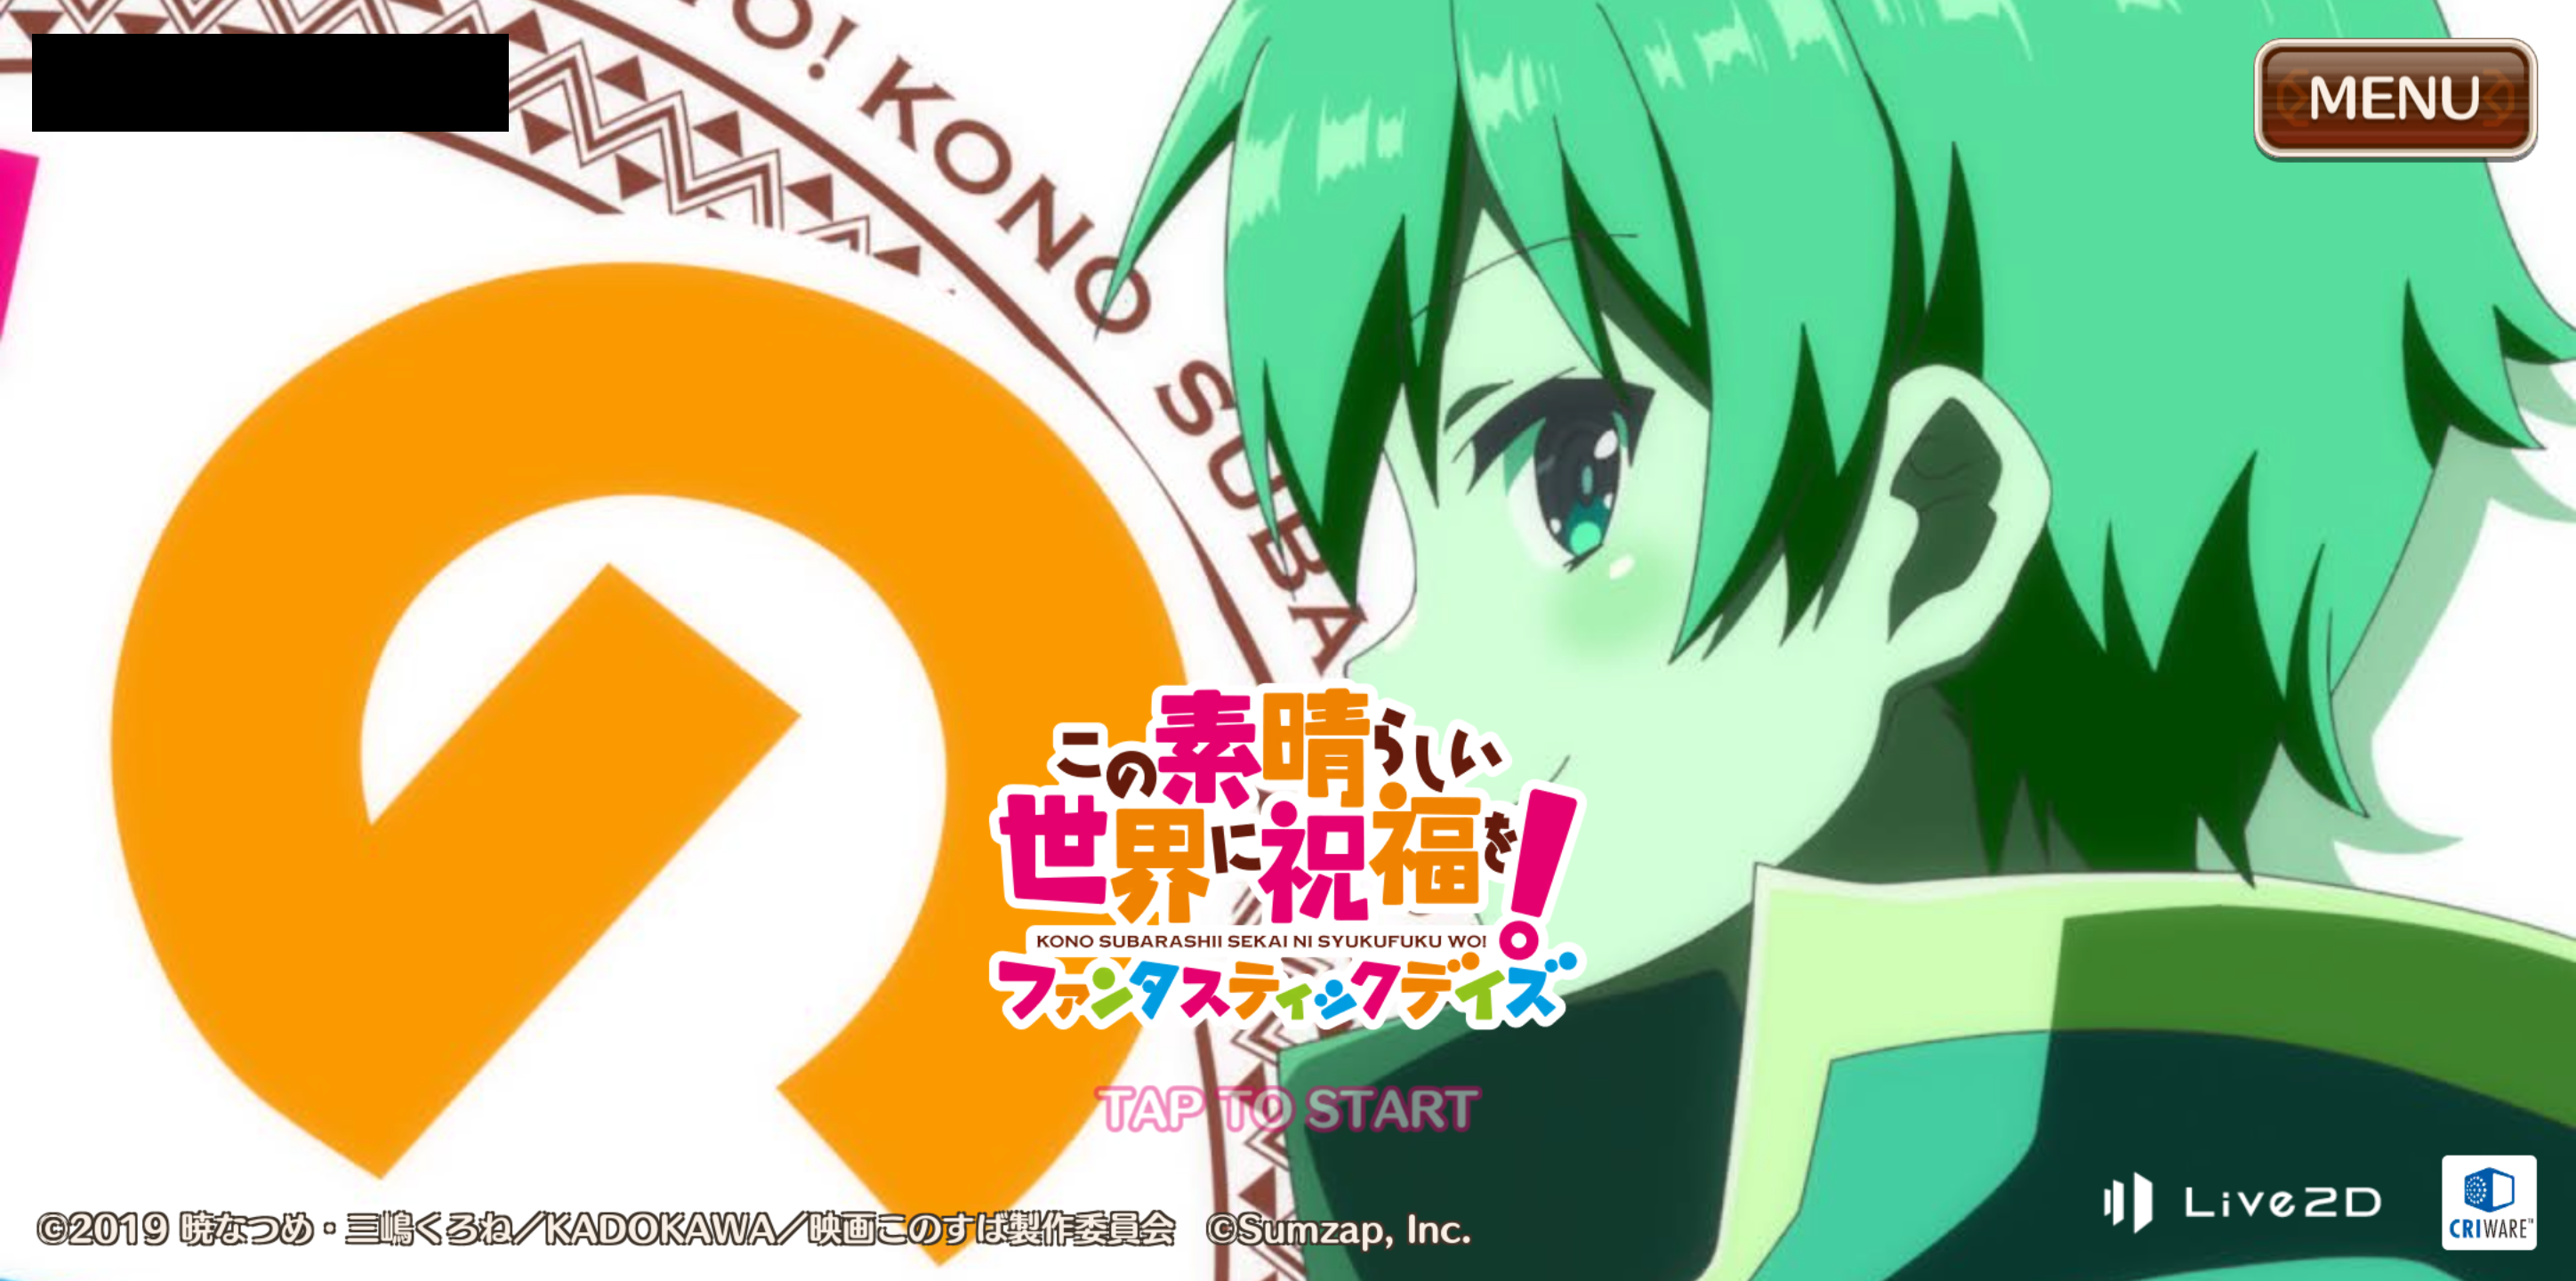 O! KONO SUBA
MENU
この素晴らしい
世界に祝福を!
KONO SUBARASHII SEKAI NI SYUKUFUKU WO!
ファンタスティックデイズ
TAP TO START
©2019 暁なつめ・三嶋くろね/KADOKAWA/映画このすば製作委員会 ©Sumzap, Inc.
Live2D
CRIWARE™